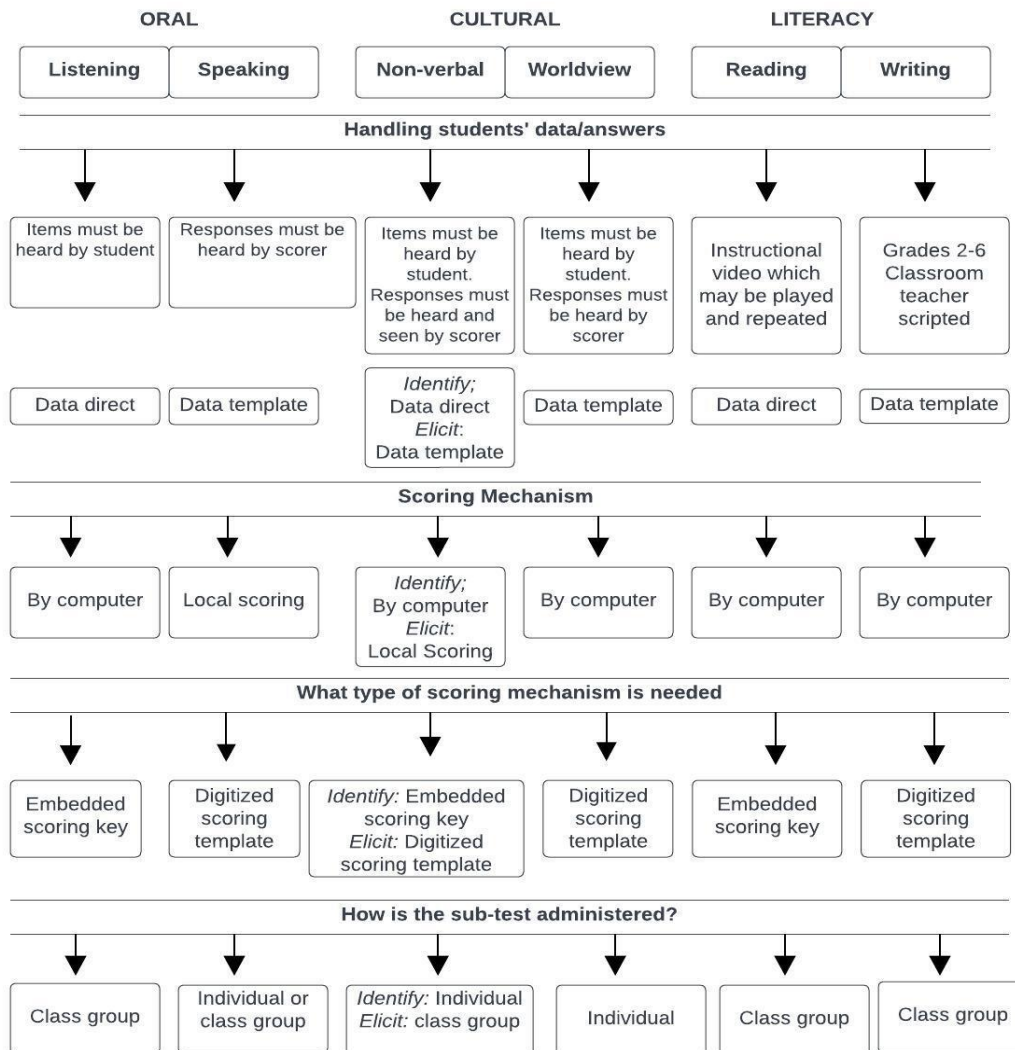 ORAL
CULTURAL
LITERACY
Listening
Speaking
Non-verbal
Worldview
Reading
Writing
Handling students' data/answers
Items must be
heard by student
Responses must be
heard by scorer
Items must be
heard by
student.
Responses must
be heard and
seen by scorer
Items must be
heard by
student.
Responses must
be heard by
scorer
Instructional
video which
may be played
and repeated
Grades 2-6
Classroom
teacher
scripted
Data direct
Data template
Identify;
Data direct
Elicit:
Data template
Data template
Data direct
Data template
Scoring Mechanism
By computer
Local scoring
Identify;
By computer
Elicit:
Local Scoring
By computer
By computer
By computer
What type of scoring mechanism is needed
Embedded
scoring key
Digitized
scoring
template
Identify: Embedded
scoring key
Elicit: Digitized
scoring template
Digitized
scoring
template
Embedded
scoring key
Digitized
scoring
template
How is the sub-test administered?
Class group
Individual or
class group
Identify: Individual
Elicit: class group
Individual
Class group
Class group